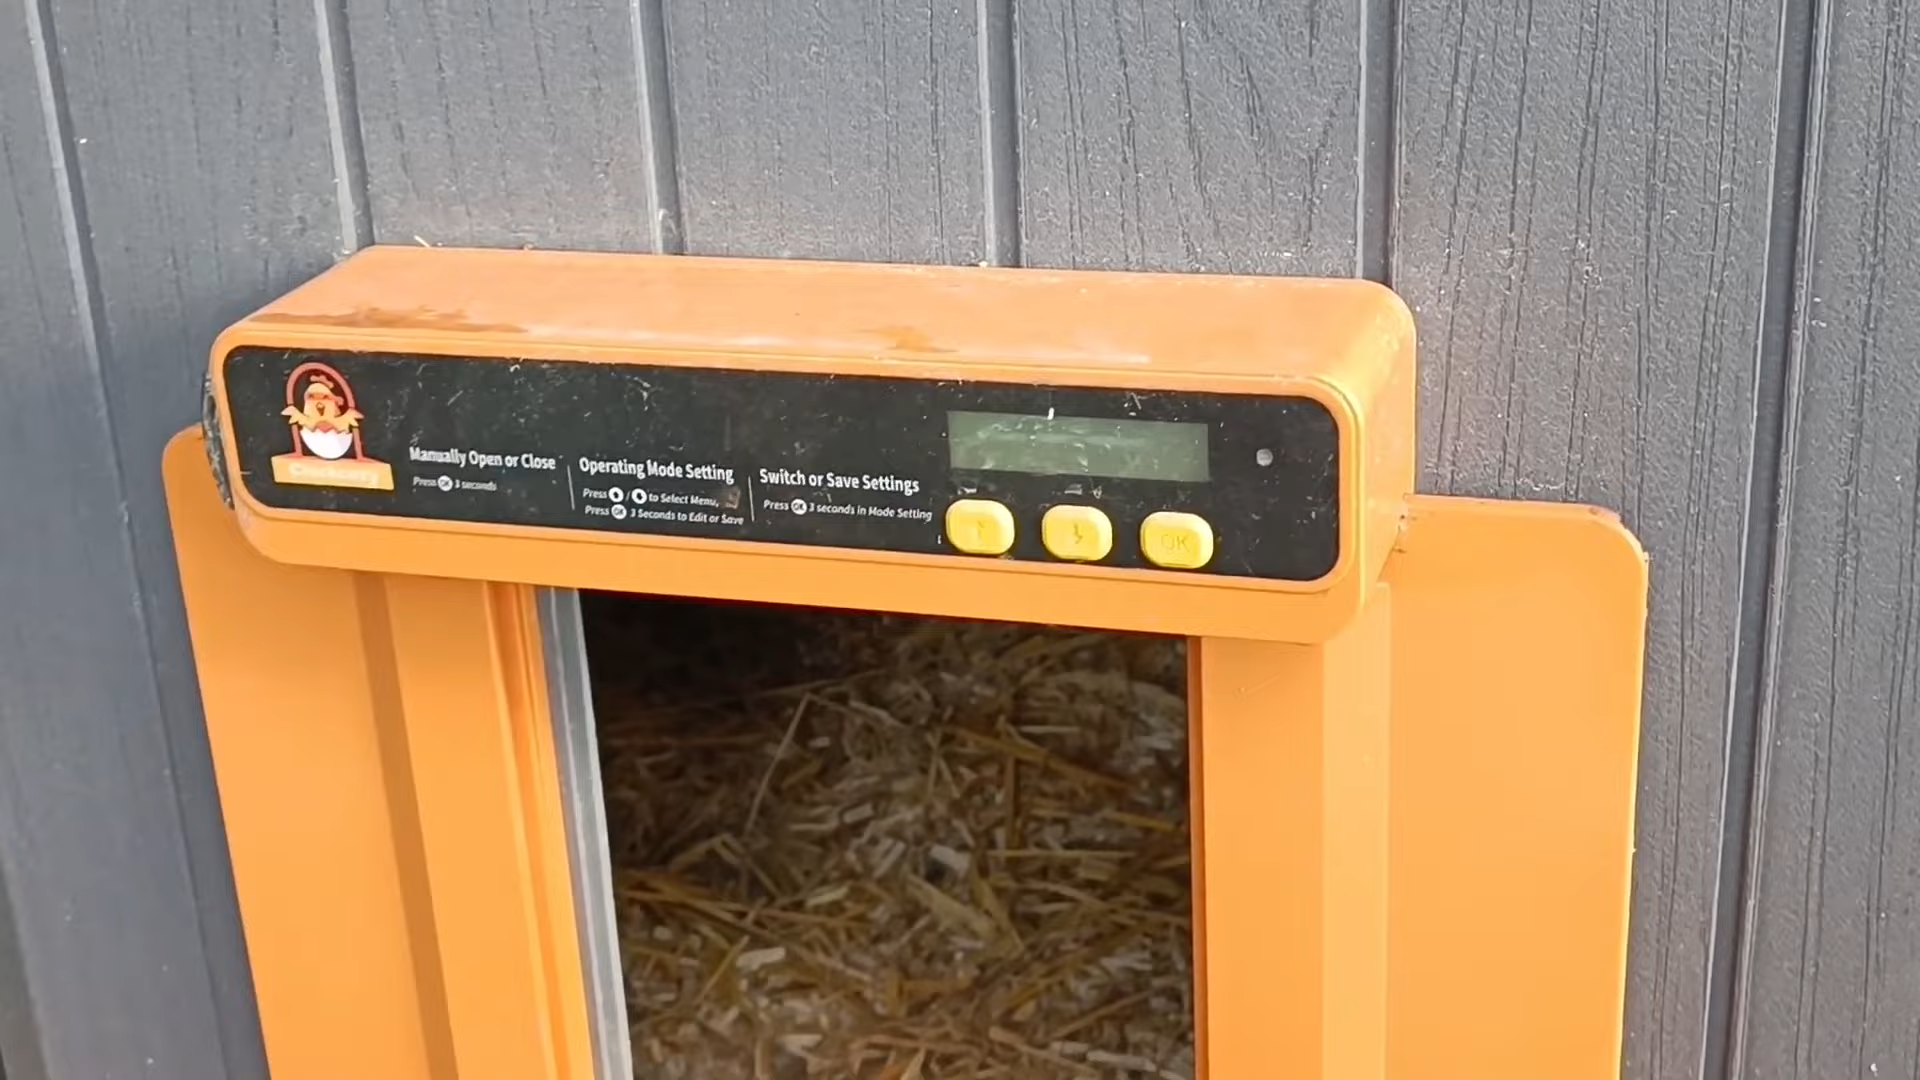 Manually Open or Close
Press OK 3 seconds
Operating Mode Setting
Press / to Select Menu,
Press OK 3 Seconds to Edit or Save
Switch or Save Settings
Press OK 3 seconds in Mode Setting
OK